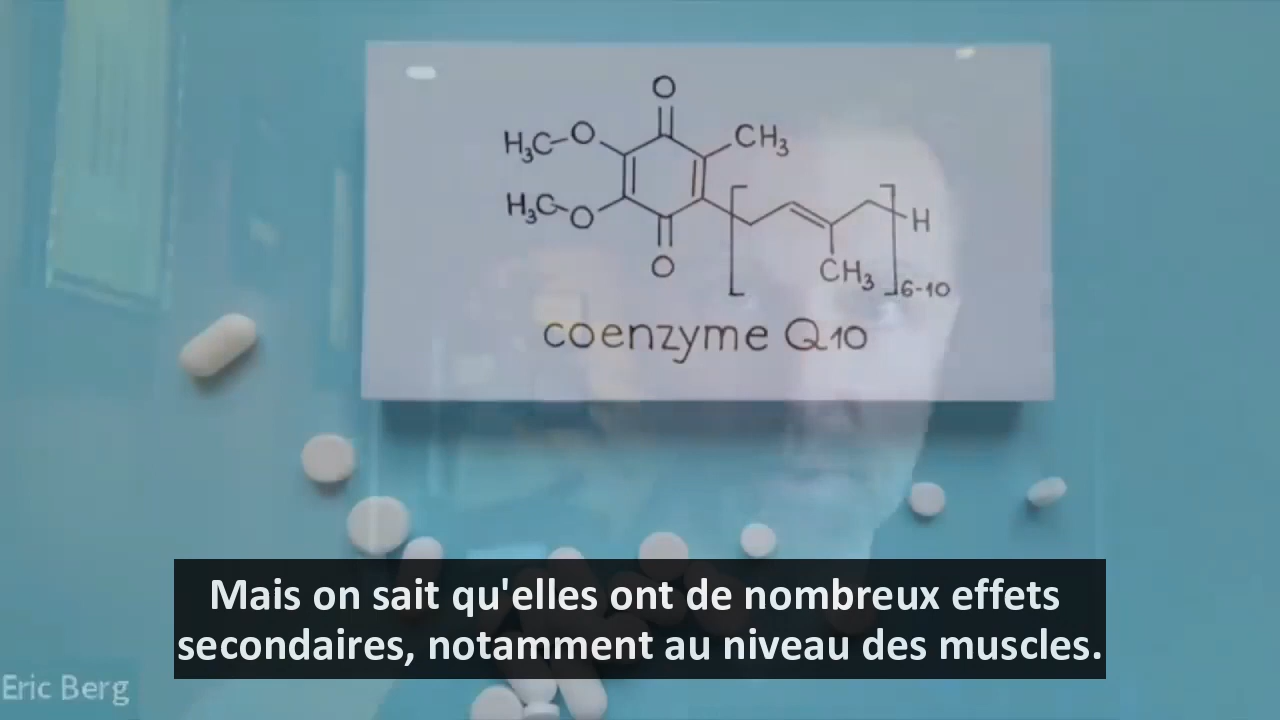 O
H₃C O CH₃
H₃C O H
CH₃
6-10
O
coenzyme Q10
Mais on sait qu'elles ont de nombreux effets
secondaires, notamment au niveau des muscles.
Eric Berg